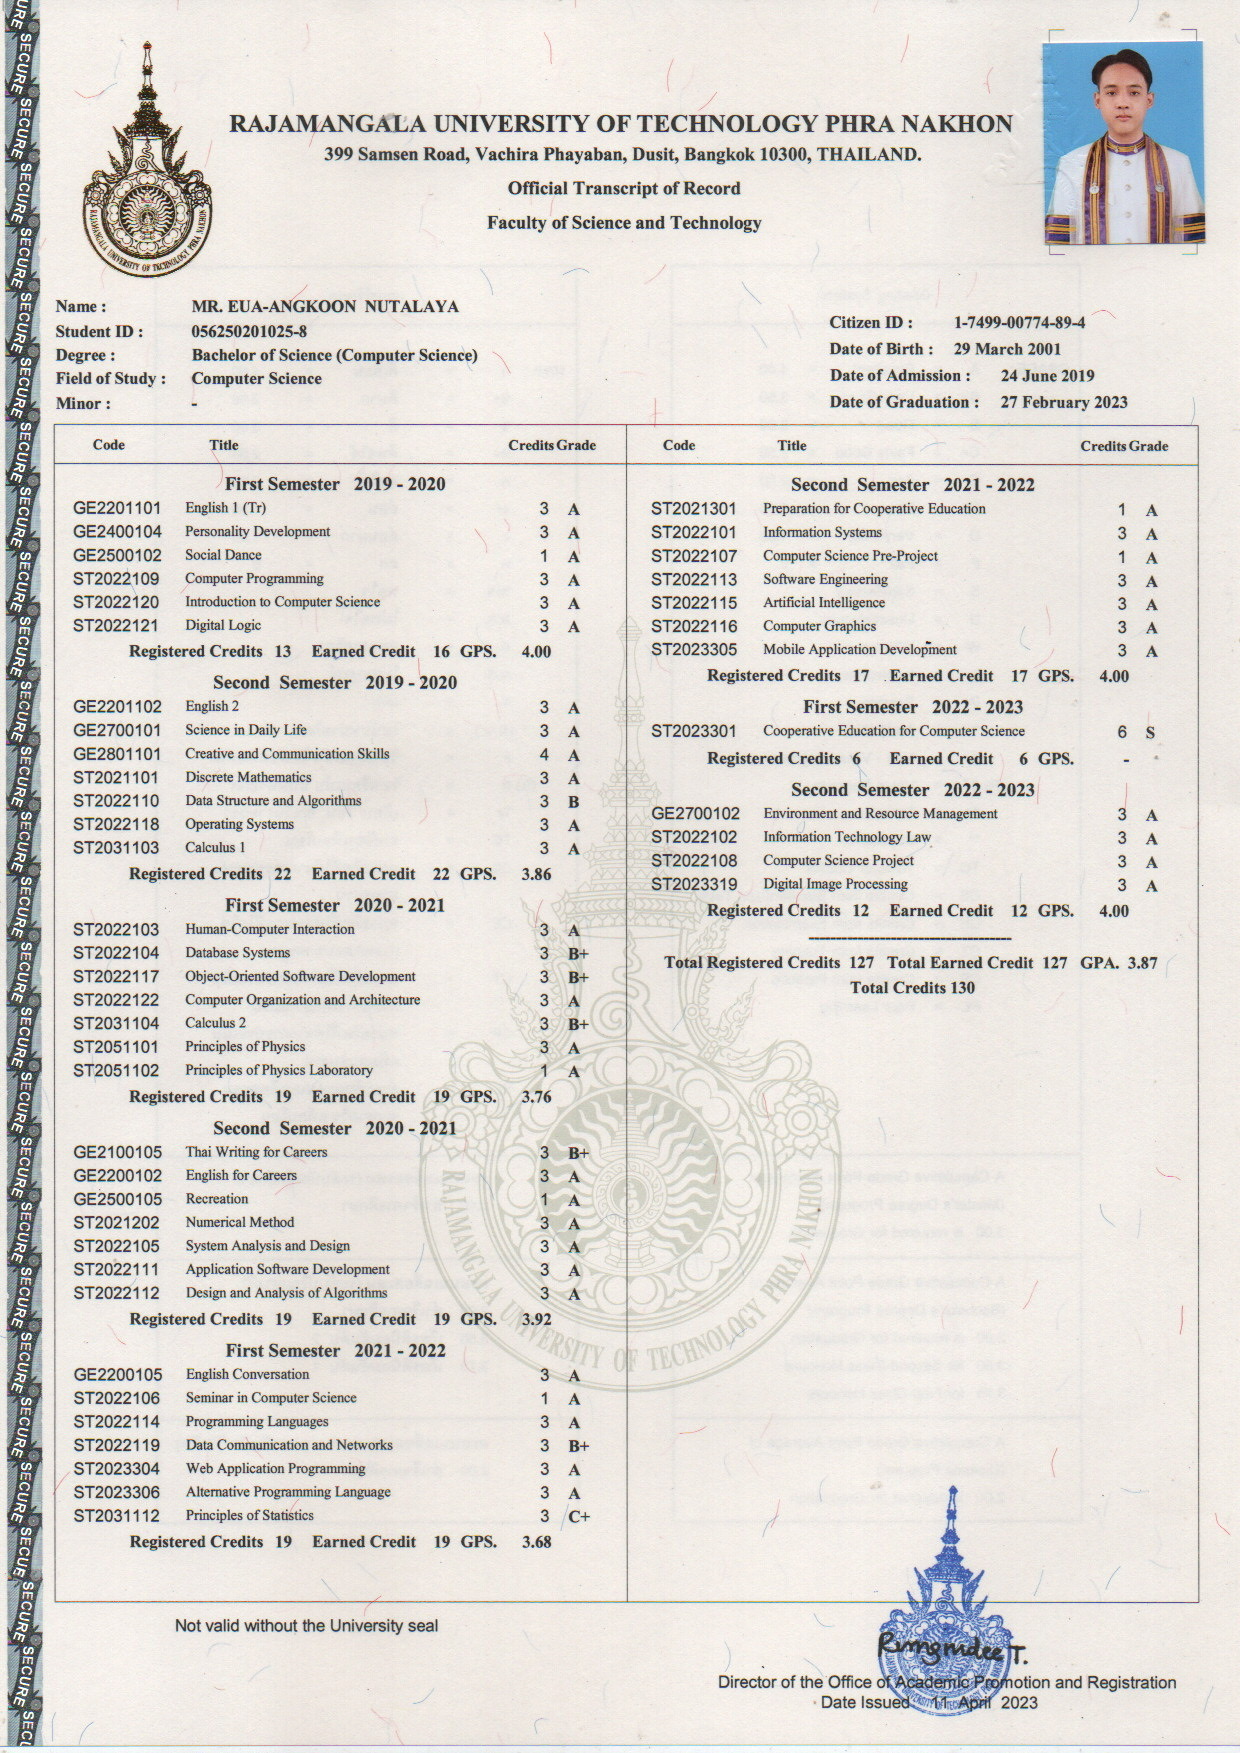 RAJAMANGALA UNIVERSITY OF TECHNOLOGY PHRA NAKHON
399 Samsen Road, Vachira Phayaban, Dusit, Bangkok 10300, THAILAND.
Official Transcript of Record
Faculty of Science and Technology
RAJAMANGALA UNIVERSITY OF TECHNOLOGY PHRA NAKHON
Name : MR. EUA-ANGKOON NUTALAYA
Student ID : 056250201025-8
Degree : Bachelor of Science (Computer Science)
Field of Study : Computer Science
Minor : -
Citizen ID : 1-7499-00774-89-4
Date of Birth : 29 March 2001
Date of Admission : 24 June 2019
Date of Graduation : 27 February 2023
Code Title Credits Grade
First Semester 2019 - 2020
GE2201101 English 1 (Tr) 3 A
GE2400104 Personality Development 3 A
GE2500102 Social Dance 1 A
ST2022109 Computer Programming 3 A
ST2022120 Introduction to Computer Science 3 A
ST2022121 Digital Logic 3 A
Registered Credits 13 Earned Credit 16 GPS. 4.00
Second Semester 2019 - 2020
GE2201102 English 2 3 A
GE2700101 Science in Daily Life 3 A
GE2801101 Creative and Communication Skills 4 A
ST2021101 Discrete Mathematics 3 A
ST2022110 Data Structure and Algorithms 3 B
ST2022118 Operating Systems 3 A
ST2031103 Calculus 1 3 A
Registered Credits 22 Earned Credit 22 GPS. 3.86
First Semester 2020 - 2021
ST2022103 Human-Computer Interaction 3 A
ST2022104 Database Systems 3 B+
ST2022117 Object-Oriented Software Development 3 B+
ST2022122 Computer Organization and Architecture 3 A
ST2031104 Calculus 2 3 B+
ST2051101 Principles of Physics 3 A
ST2051102 Principles of Physics Laboratory 1 A
Registered Credits 19 Earned Credit 19 GPS. 3.76
Second Semester 2020 - 2021
GE2100105 Thai Writing for Careers 3 B+
GE2200102 English for Careers 3 A
GE2500105 Recreation 1 A
ST2021202 Numerical Method 3 A
ST2022105 System Analysis and Design 3 A
ST2022111 Application Software Development 3 A
ST2022112 Design and Analysis of Algorithms 3 A
Registered Credits 19 Earned Credit 19 GPS. 3.92
First Semester 2021 - 2022
GE2200105 English Conversation 3 A
ST2022106 Seminar in Computer Science 1 A
ST2022114 Programming Languages 3 A
ST2022119 Data Communication and Networks 3 B+
ST2023304 Web Application Programming 3 A
ST2023306 Alternative Programming Language 3 A
ST2031112 Principles of Statistics 3 C+
Registered Credits 19 Earned Credit 19 GPS. 3.68
Code Title Credits Grade
Second Semester 2021 - 2022
ST2021301 Preparation for Cooperative Education 1 A
ST2022101 Information Systems 3 A
ST2022107 Computer Science Pre-Project 1 A
ST2022113 Software Engineering 3 A
ST2022115 Artificial Intelligence 3 A
ST2022116 Computer Graphics 3 A
ST2023305 Mobile Application Development 3 A
Registered Credits 17 Earned Credit 17 GPS. 4.00
First Semester 2022 - 2023
ST2023301 Cooperative Education for Computer Science 6 S
Registered Credits 6 Earned Credit 6 GPS. -
Second Semester 2022 - 2023
GE2700102 Environment and Resource Management 3 A
ST2022102 Information Technology Law 3 A
ST2022108 Computer Science Project 3 A
ST2023319 Digital Image Processing 3 A
Registered Credits 12 Earned Credit 12 GPS. 4.00
Total Registered Credits 127 Total Earned Credit 127 GPA. 3.87
Total Credits 130
RAJAMANGALA UNIVERSITY OF TECHNOLOGY PHRA NAKHON
Not valid without the University seal
Rungrudee T.
Director of the Office of Academic Promotion and Registration
Date Issued 11 April 2023
SECURE SECURE SECURE SECURE SECURE SECURE SECURE SECURE SECURE SECURE SECURE SECURE SECURE SECURE SECURE SECURE